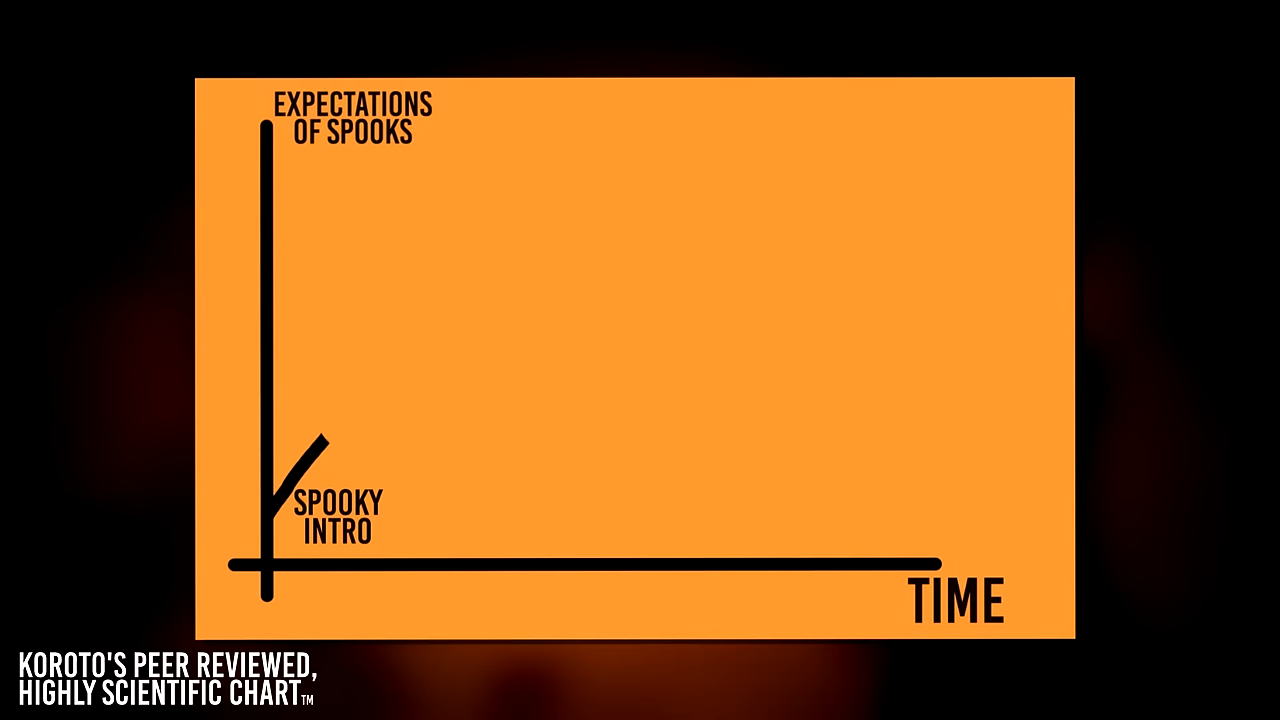 EXPECTATIONS
OF SPOOKS
SPOOKY
INTRO
TIME
KOROTO'S PEER REVIEWED,
HIGHLY SCIENTIFIC CHART™